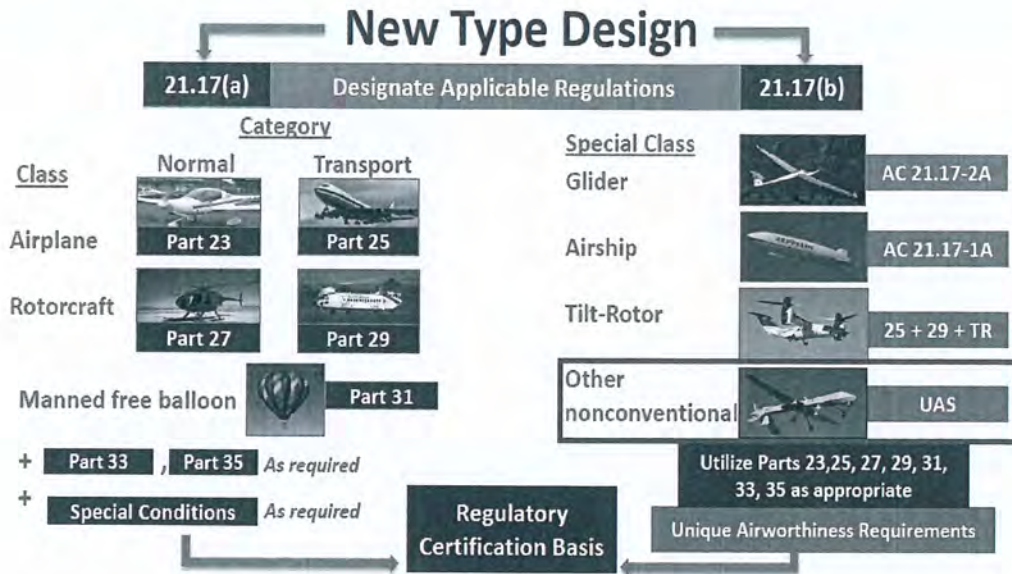 New Type Design
21.17(a) Designate Applicable Regulations 21.17(b)
Category
Class Normal Transport
Airplane Part 23 Part 25
Rotorcraft Part 27 Part 29
Manned free balloon Part 31
+ Part 33 , Part 35 As required
+ Special Conditions As required
Special Class
Glider AC 21.17-2A
Airship ZEPPELIN AC 21.17-1A
Tilt-Rotor 25 + 29 + TR
Other
nonconventional UAS
Utilize Parts 23,25, 27, 29, 31,
33, 35 as appropriate
Unique Airworthiness Requirements
Regulatory
Certification Basis